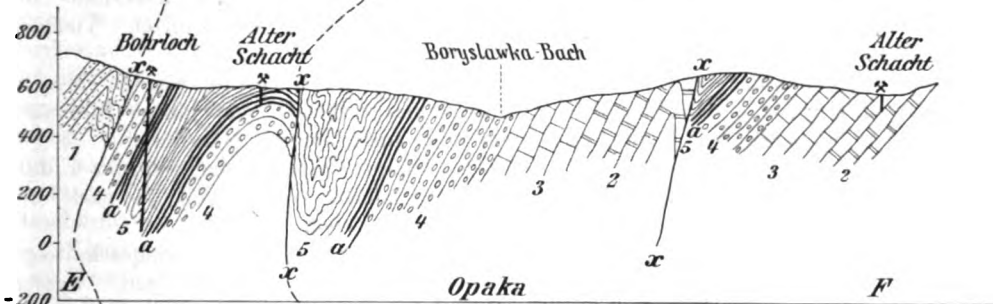 800
600
400
200
0
200
Bohrloch
Alter
Schacht
Boryslawka-Bach
Alter
Schacht
x
x
x
1
4
a
5
a
4
x
5
a
4
3
2
x
a
5
4
3
2
E
Opaka
F